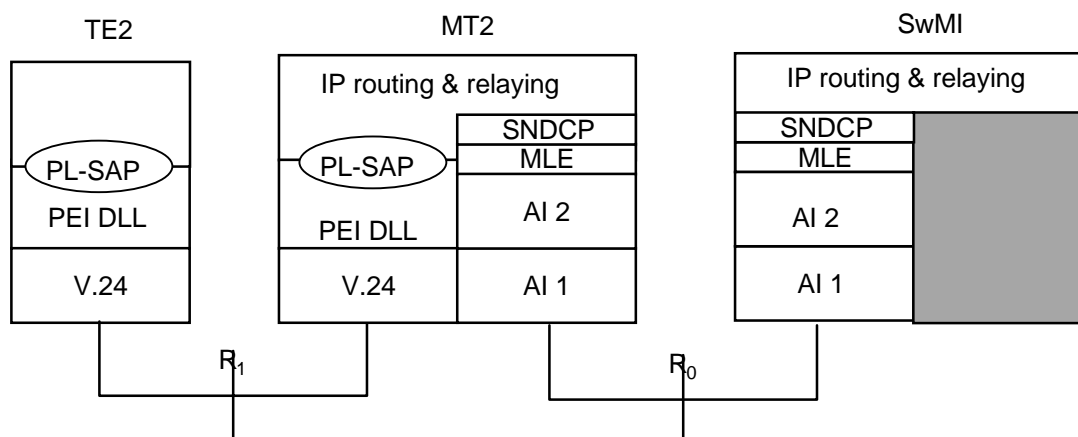 TE2
PL-SAP
PEI DLL
V.24
MT2
IP routing & relaying
SNDCP
MLE
PL-SAP
AI 2
PEI DLL
V.24
AI 1
SwMI
IP routing & relaying
SNDCP
MLE
AI 2
AI 1
R₁
R₀